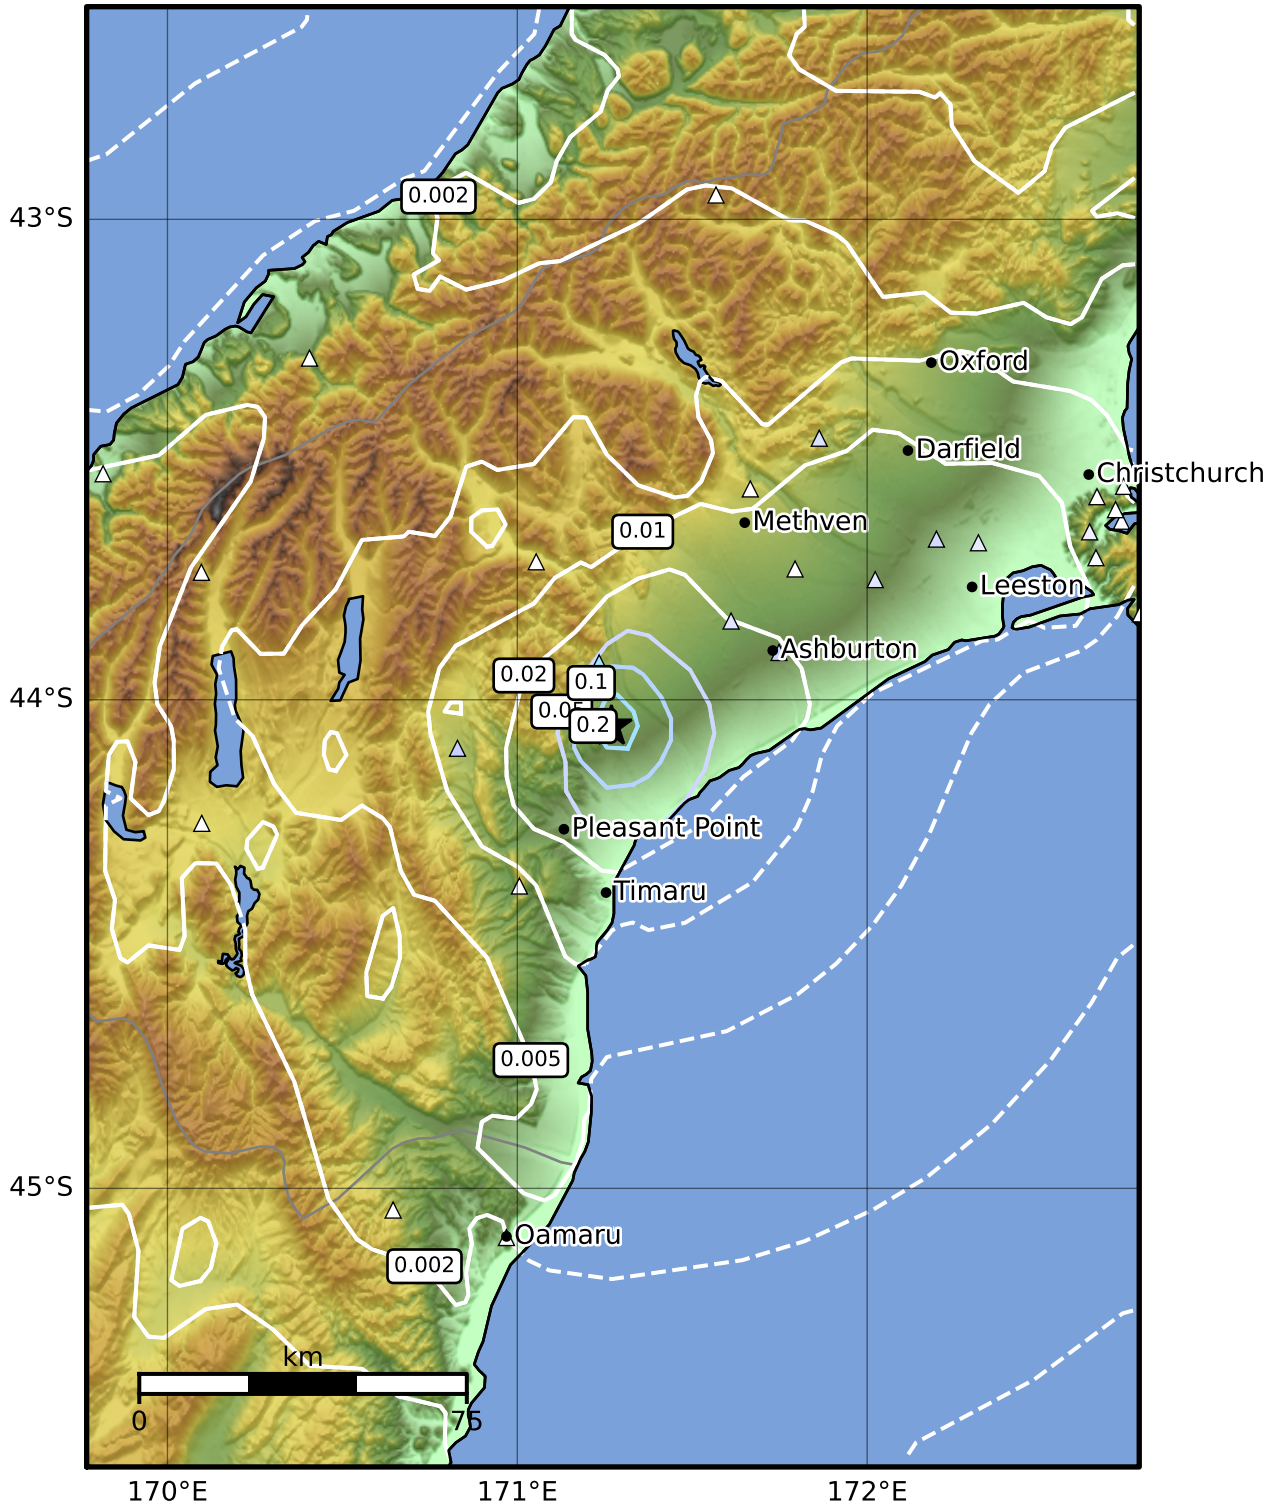 0.002
43°S
Oxford
Darfield
Christchurch
Methven
0.01
Leeston
Ashburton
0.02
0.1
44°S
0.2
Pleasant Point
Timaru
0.005
45°S
Oamaru
0.002
km
0
75
170°E
171°E
172°E